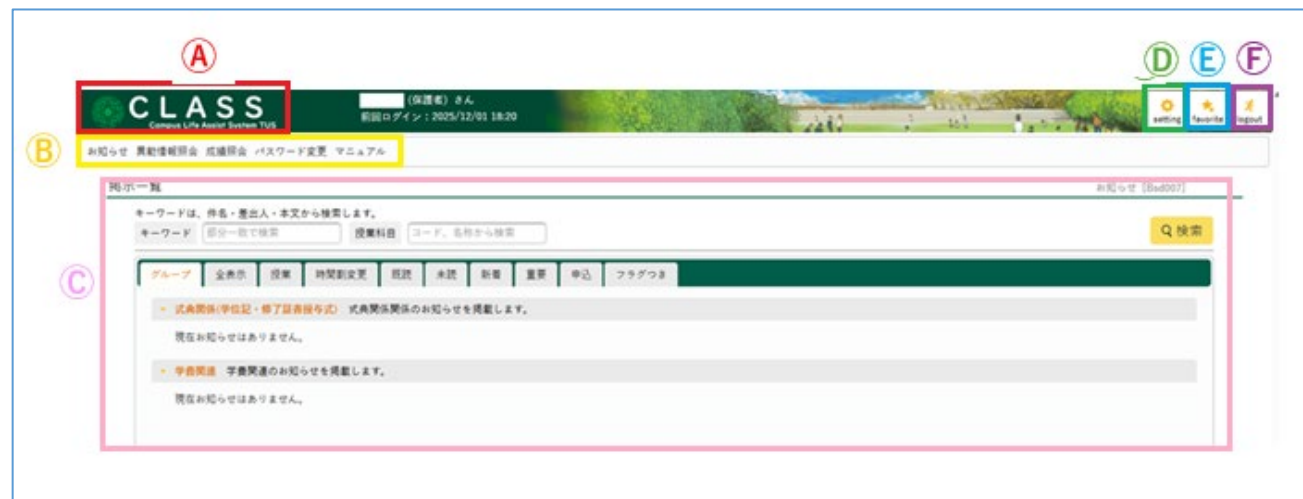 Ⓐ
Ⓓ Ⓔ Ⓕ
CLASS
Campus Life Assist System TUS
(保護者) さん
前回ログイン：2025/12/01 18:20
setting favorite logout
Ⓑ
お知らせ 異動情報照会 成績照会 パスワード変更 マニュアル
掲示一覧
お知らせ [Bsd007]
キーワードは、件名・差出人・本文から検索します。
キーワード 部分一致で検索 授業科目 コード、名称から検索 検索
Ⓒ
グループ 全表示 授業 時間割変更 既読 未読 新着 重要 申込 フラグつき
式典関係(学位記・修了証書授与式) 式典関係関係のお知らせを掲載します。
現在お知らせはありません。
学費関連 学費関連のお知らせを掲載します。
現在お知らせはありません。